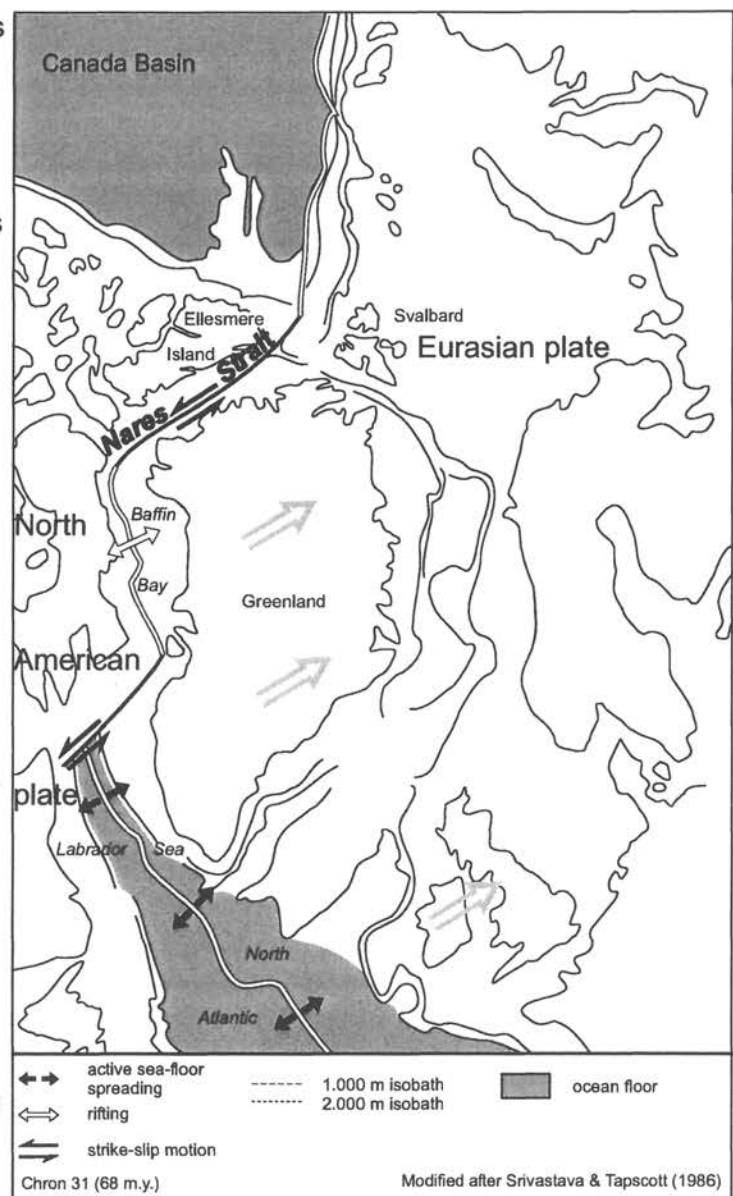 s
Canada Basin
s
Ellesmere
Island
Svalbard
Eurasian plate
Nares Strait
North
Baffin
Bay
Greenland
American
plate
Labrador Sea
North
Atlantic
active sea-floor
spreading
rifting
strike-slip motion
1.000 m isobath
2.000 m isobath
ocean floor
Chron 31 (68 m.y.)
Modified after Srivastava & Tapscott (1986)